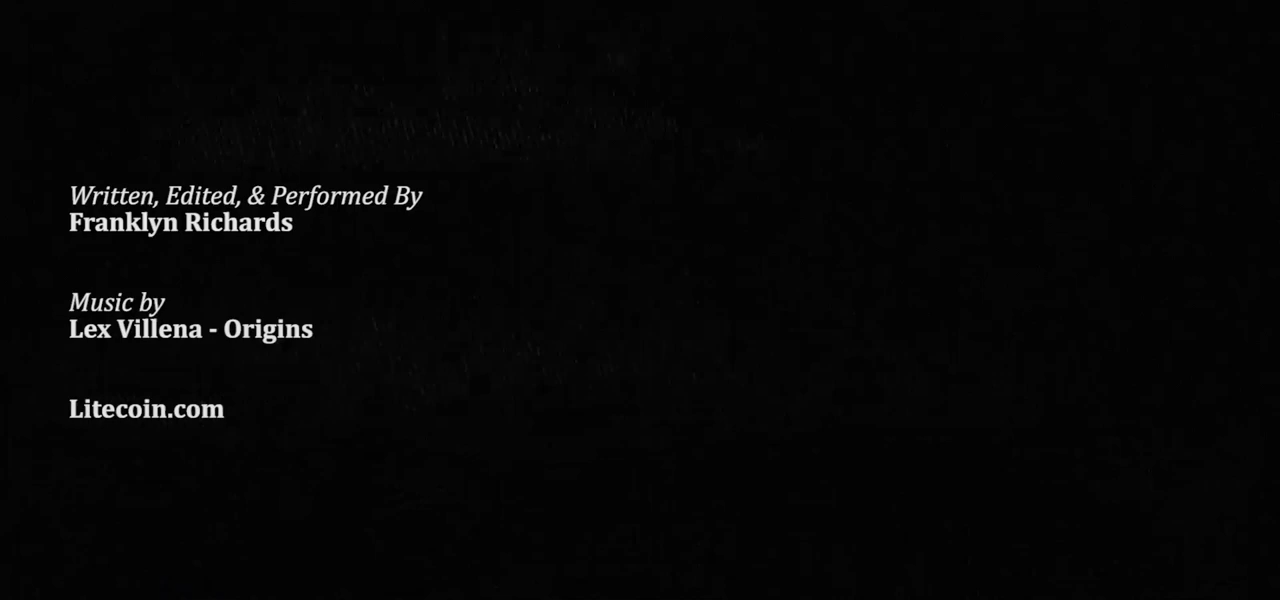 Written, Edited, & Performed By
Franklyn Richards
Music by
Lex Villena - Origins
Litecoin.com